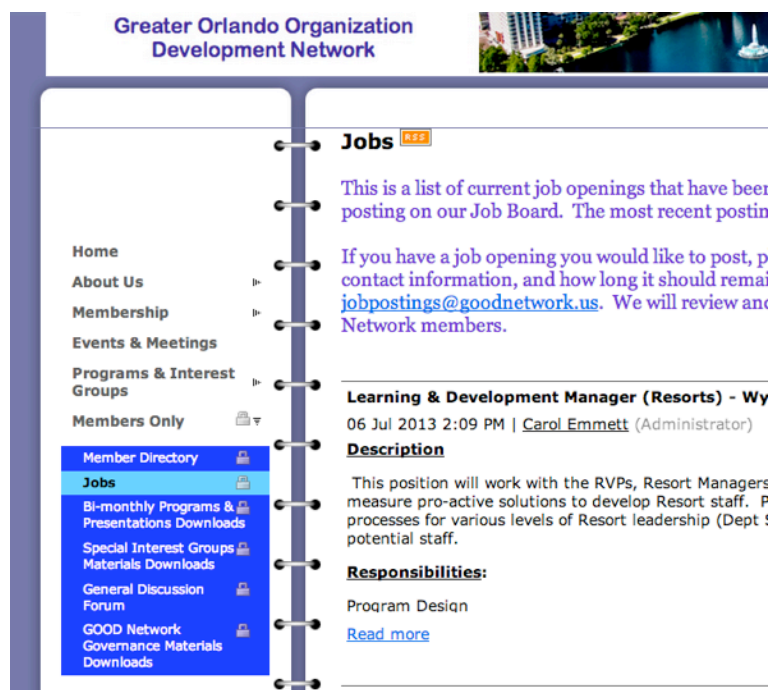 Greater Orlando Organization
Development Network
Jobs RSS
This is a list of current job openings that have been
posting on our Job Board. The most recent postin
If you have a job opening you would like to post, p
contact information, and how long it should remai
jobpostings@goodnetwork.us. We will review and
Network members.
Home
About Us
Membership
Events & Meetings
Programs & Interest
Groups
Members Only
Member Directory
Jobs
Bi-monthly Programs &
Presentations Downloads
Special Interest Groups
Materials Downloads
General Discussion
Forum
GOOD Network
Governance Materials
Downloads
Learning & Development Manager (Resorts) - Wy
06 Jul 2013 2:09 PM | Carol Emmett (Administrator)
Description
This position will work with the RVPs, Resort Managers
measure pro-active solutions to develop Resort staff. P
processes for various levels of Resort leadership (Dept S
potential staff.
Responsibilities:
Program Design
Read more